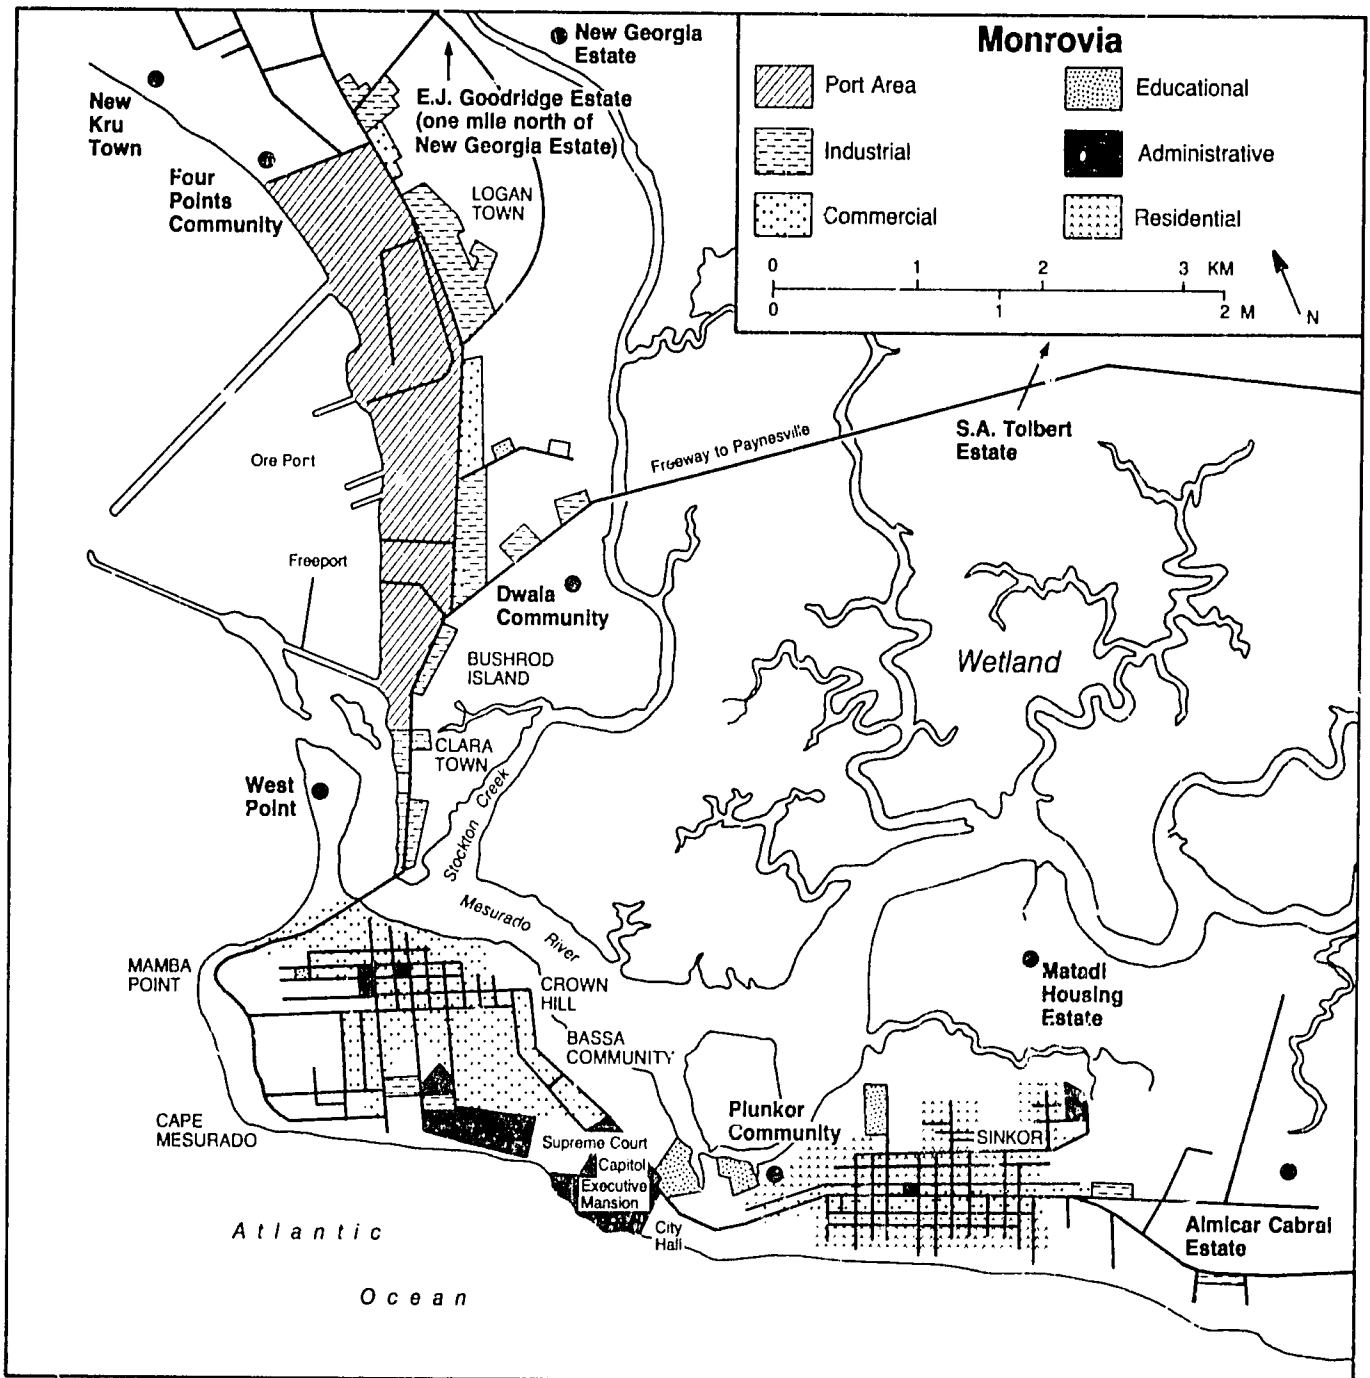 Monrovia
Port Area
Industrial
Commercial
Educational
Administrative
Residential
0 1 2 3 KM
0 1 2 M
N
New Georgia
Estate
E.J. Goodridge Estate
(one mile north of
New Georgia Estate)
New
Kru
Town
Four
Points
Community
LOGAN
TOWN
S.A. Tolbert
Estate
Freeway to Paynesville
Ore Port
Freeport
Dwala
Community
BUSHROD
ISLAND
Wetland
CLARA
TOWN
West
Point
Stockton Creek
Mesurado River
MAMBA
POINT
CROWN
HILL
BASSA
COMMUNITY
Matadi
Housing
Estate
CAPE
MESURADO
Plunkor
Community
SINKOR
Supreme Court
Capitol
Executive
Mansion
City
Hall
Almicar Cabral
Estate
Atlantic
Ocean